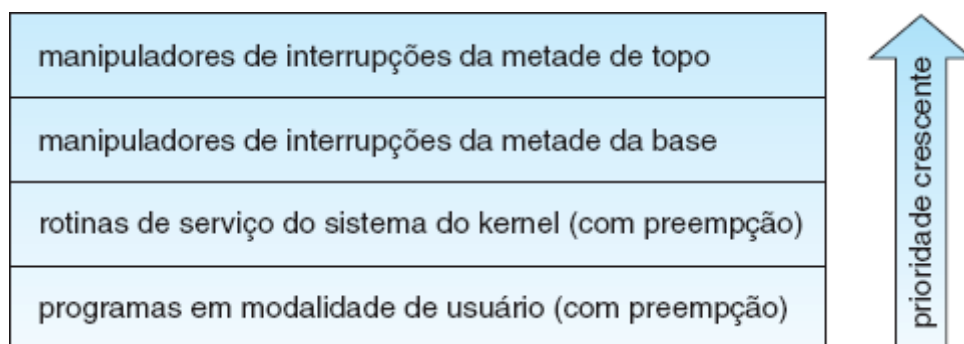 manipuladores de interrupções da metade de topo
manipuladores de interrupções da metade da base
rotinas de serviço do sistema do kernel (com preempção)
programas em modalidade de usuário (com preempção)
prioridade crescente